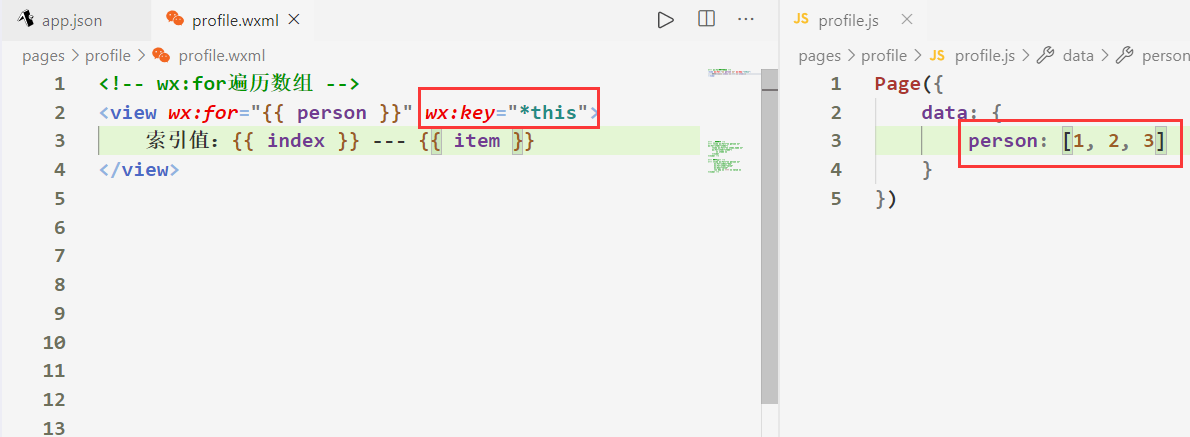 app.json
profile.wxml
pages > profile > profile.wxml
1 <!-- wx:for遍历数组 -->
2 <view wx:for="{{ person }}" wx:key="*this">
3 索引值: {{ index }} --- {{ item }}
4 </view>
5
6
7
8
9
10
11
12
13
JS profile.js
pages > profile > JS profile.js > data > person
1 Page({
2 data: {
3 person: [1, 2, 3]
4 }
5 })